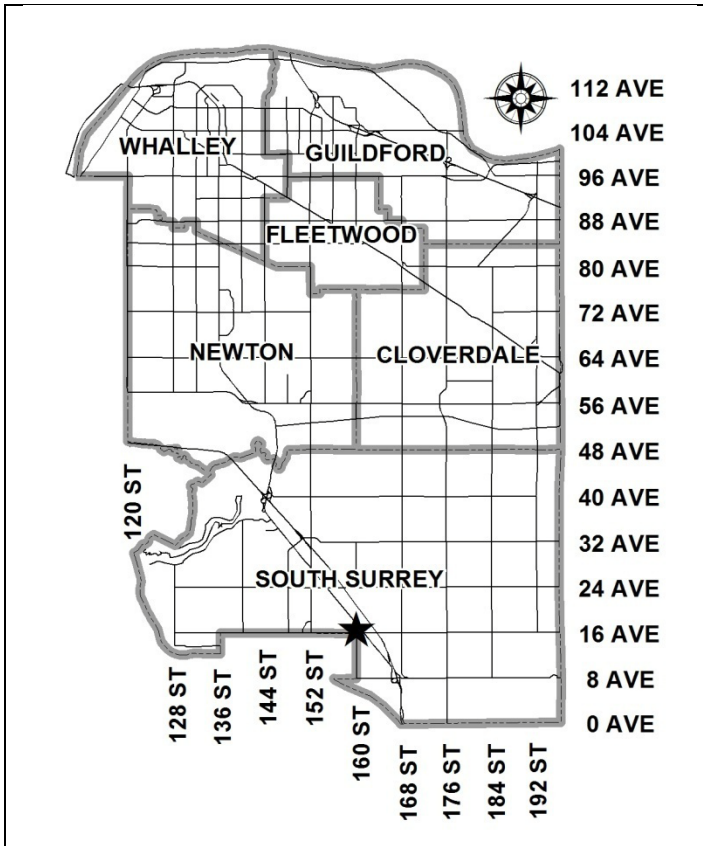 112 AVE
104 AVE
WHALLEY
GUILDFORD
96 AVE
88 AVE
FLEETWOOD
80 AVE
72 AVE
NEWTON
CLOVERDALE
64 AVE
56 AVE
48 AVE
120 ST
40 AVE
32 AVE
SOUTH SURREY
24 AVE
16 AVE
8 AVE
0 AVE
128 ST
136 ST
144 ST
152 ST
160 ST
168 ST
176 ST
184 ST
192 ST